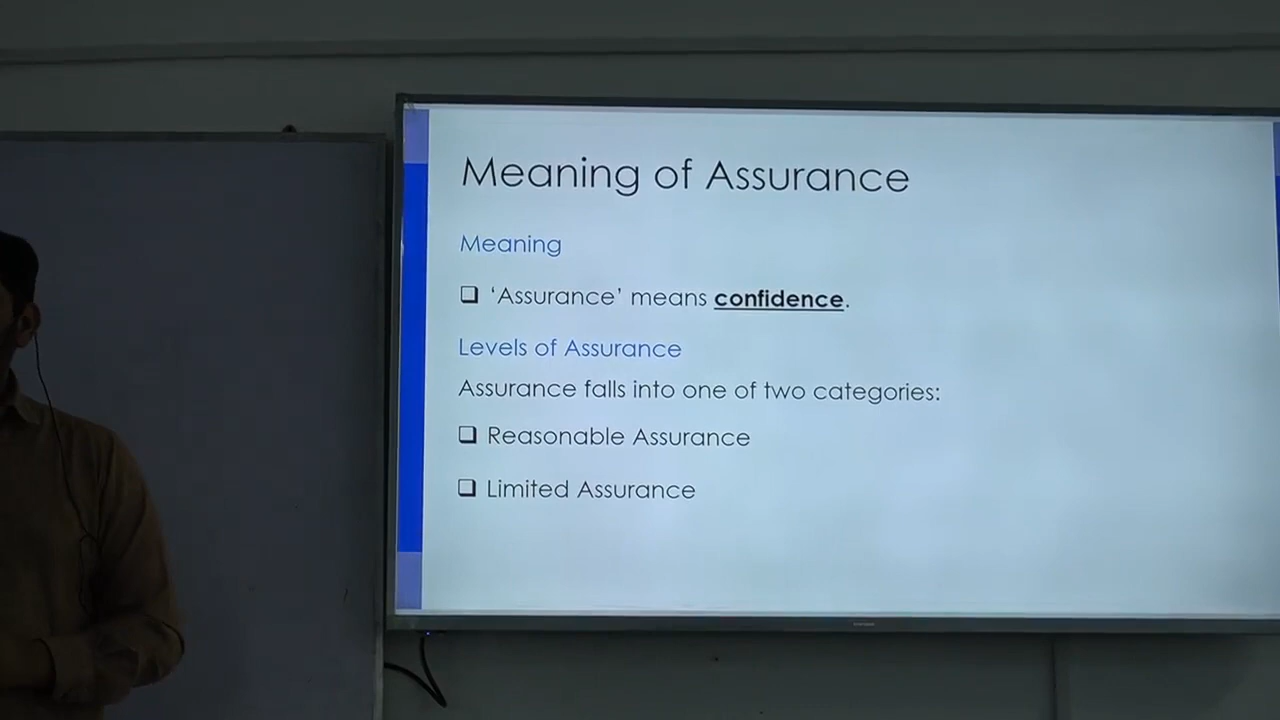 Meaning of Assurance
Meaning
❑ ‘Assurance’ means confidence.
Levels of Assurance
Assurance falls into one of two categories:
❑ Reasonable Assurance
❑ Limited Assurance